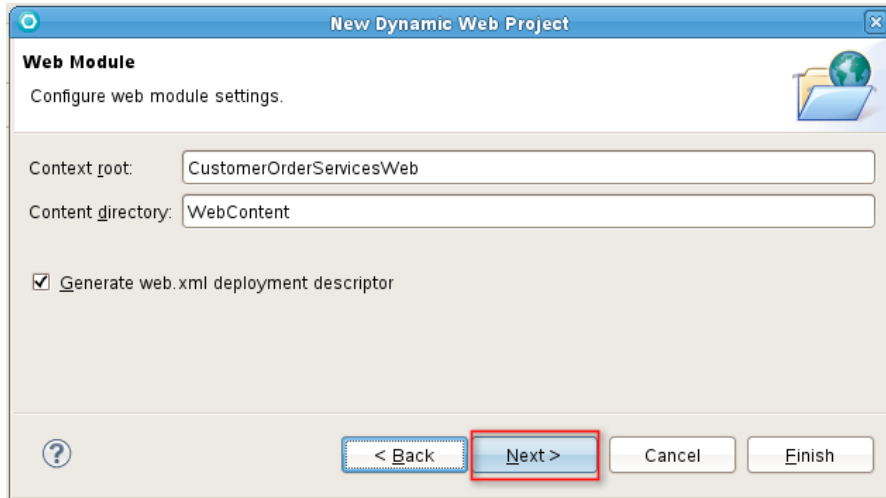 New Dynamic Web Project
Web Module
Configure web module settings.
Context root: CustomerOrderServicesWeb
Content directory: WebContent
Generate web.xml deployment descriptor
? < Back Next > Cancel Finish